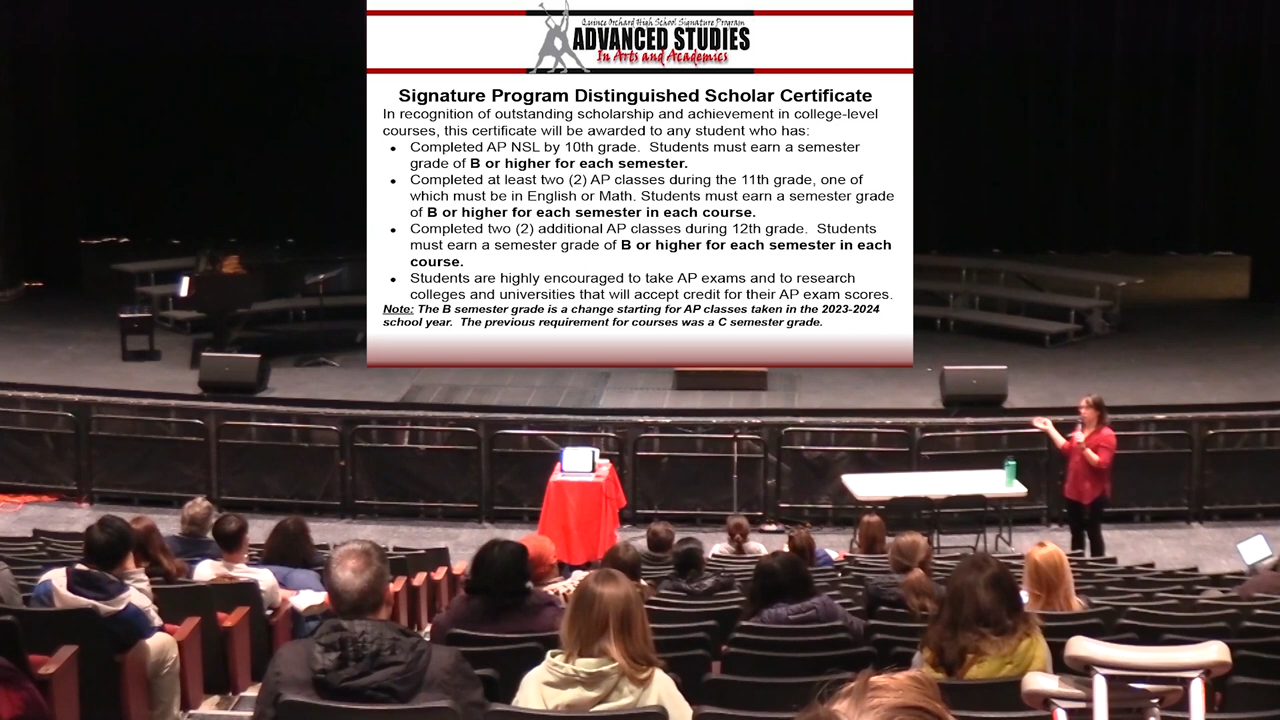 Quince Orchard High School Signature Program
ADVANCED STUDIES
In Arts and Academics
Signature Program Distinguished Scholar Certificate
In recognition of outstanding scholarship and achievement in college-level
courses, this certificate will be awarded to any student who has:
• Completed AP NSL by 10th grade.  Students must earn a semester
grade of B or higher for each semester.
• Completed at least two (2) AP classes during the 11th grade, one of
which must be in English or Math. Students must earn a semester grade
of B or higher for each semester in each course.
• Completed two (2) additional AP classes during 12th grade.  Students
must earn a semester grade of B or higher for each semester in each
course.
• Students are highly encouraged to take AP exams and to research
colleges and universities that will accept credit for their AP exam scores.
Note: The B semester grade is a change starting for AP classes taken in the 2023-2024
school year.  The previous requirement for courses was a C semester grade.